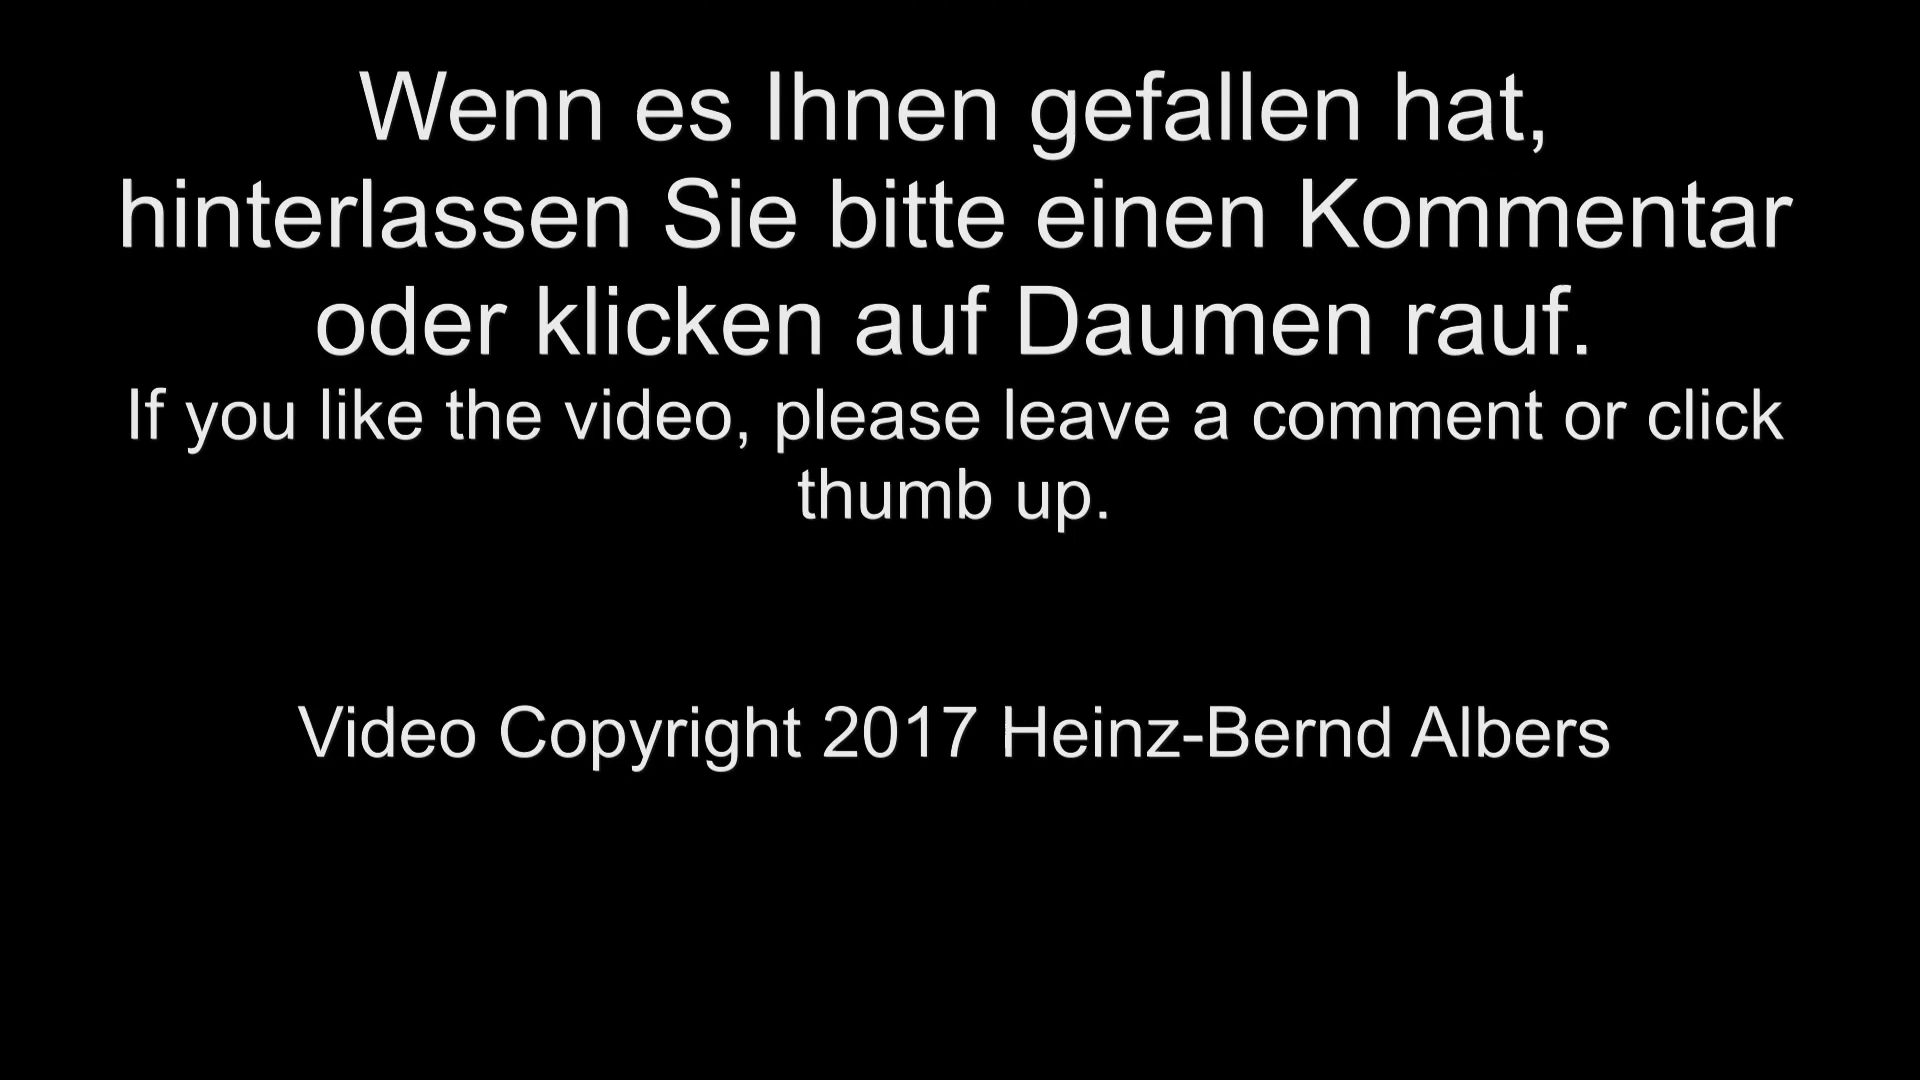 Wenn es Ihnen gefallen hat,
hinterlassen Sie bitte einen Kommentar
oder klicken auf Daumen rauf.
If you like the video, please leave a comment or click
thumb up.
Video Copyright 2017 Heinz-Bernd Albers